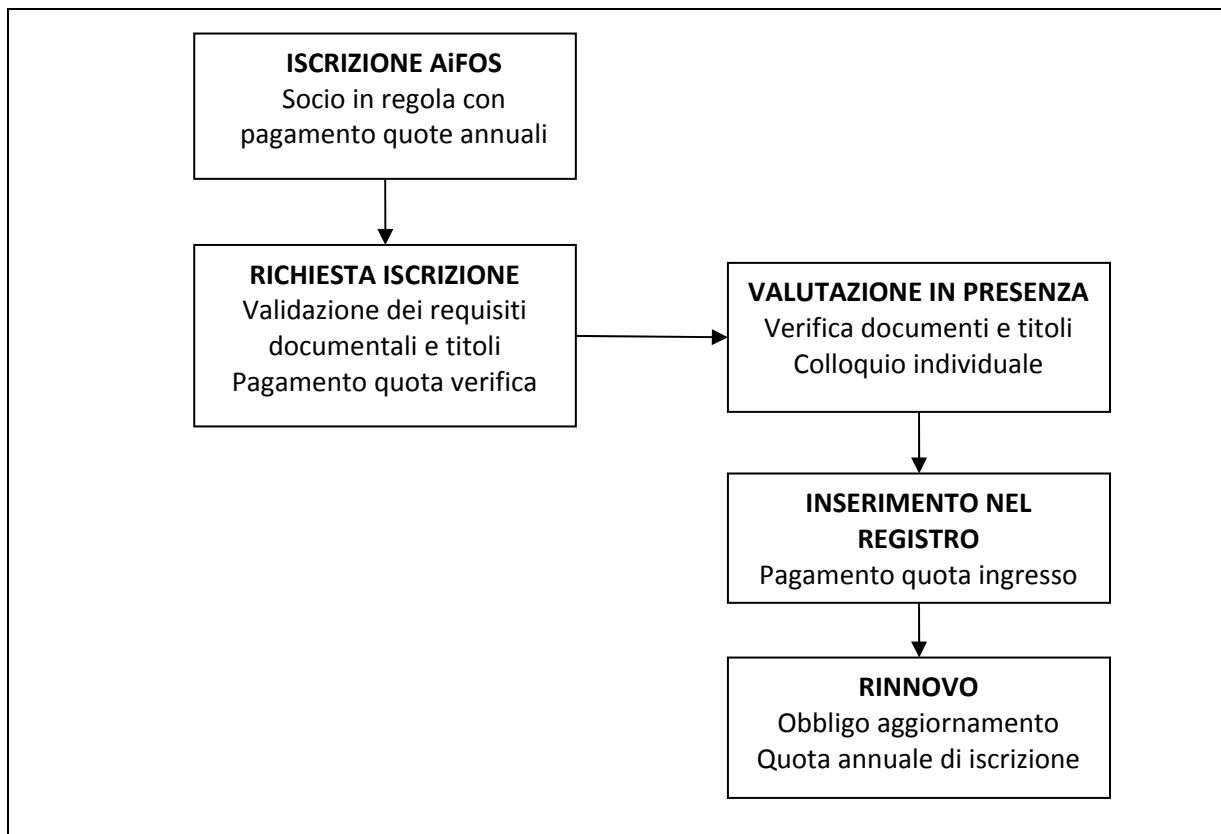 ISCRIZIONE AiFOS
Socio in regola con
pagamento quote annuali
RICHIESTA ISCRIZIONE
Validazione dei requisiti
documentali e titoli
Pagamento quota verifica
VALUTAZIONE IN PRESENZA
Verifica documenti e titoli
Colloquio individuale
INSERIMENTO NEL
REGISTRO
Pagamento quota ingresso
RINNOVO
Obbligo aggiornamento
Quota annuale di iscrizione